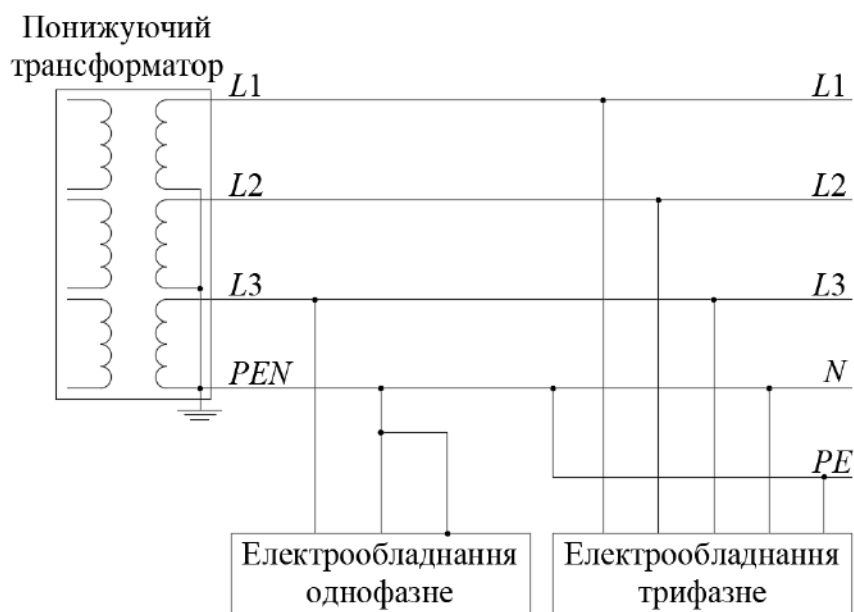 Понижуючий
трансформатор
L1 L1
L2 L2
L3 L3
PEN N
PE
Електрообладнання
однофазне
Електрообладнання
трифазне